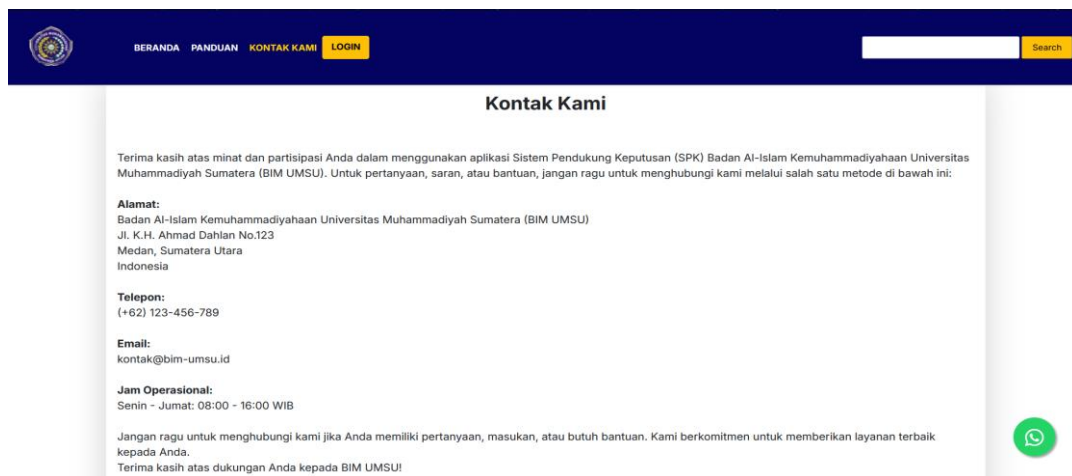 BERANDA PANDUAN KONTAK KAMI LOGIN Search
Kontak Kami
Terima kasih atas minat dan partisipasi Anda dalam menggunakan aplikasi Sistem Pendukung Keputusan (SPK) Badan Al-Islam Kemuhammadiyahaan Universitas
Muhammadiyah Sumatera (BIM UMSU). Untuk pertanyaan, saran, atau bantuan, jangan ragu untuk menghubungi kami melalui salah satu metode di bawah ini:
Alamat:
Badan Al-Islam Kemuhammadiyahaan Universitas Muhammadiyah Sumatera (BIM UMSU)
Jl. K.H. Ahmad Dahlan No.123
Medan, Sumatera Utara
Indonesia
Telepon:
(+62) 123-456-789
Email:
kontak@bim-umsu.id
Jam Operasional:
Senin - Jumat: 08:00 - 16:00 WIB
Jangan ragu untuk menghubungi kami jika Anda memiliki pertanyaan, masukan, atau butuh bantuan. Kami berkomitmen untuk memberikan layanan terbaik
kepada Anda.
Terima kasih atas dukungan Anda kepada BIM UMSU!